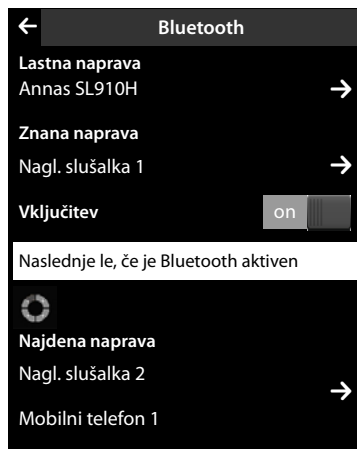 Bluetooth
Lastna naprava
Annas SL910H
Znana naprava
Nagl. slušalka 1
Vključitev
on
Naslednje le, če je Bluetooth aktiven
Najdena naprava
Nagl. slušalka 2
Mobilni telefon 1